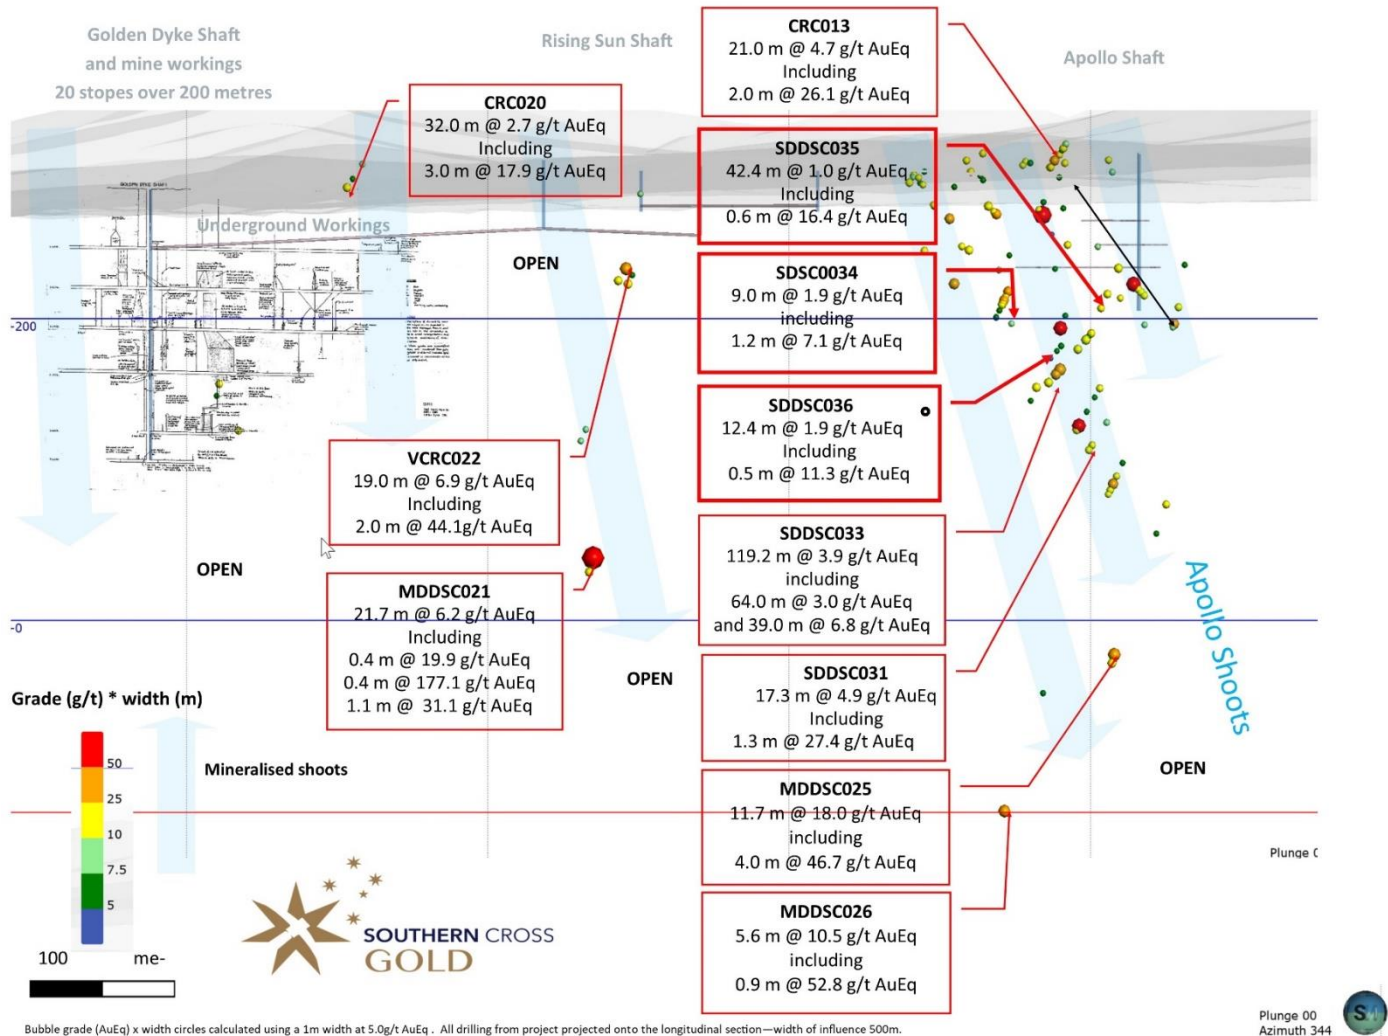 Golden Dyke Shaft
and mine workings
20 stopes over 200 metres
Rising Sun Shaft
Apollo Shaft
CRC013
21.0 m @ 4.7 g/t AuEq
Including
2.0 m @ 26.1 g/t AuEq
CRC020
32.0 m @ 2.7 g/t AuEq
Including
3.0 m @ 17.9 g/t AuEq
SDDSC035
42.4 m @ 1.0 g/t AuEq
Including
0.6 m @ 16.4 g/t AuEq
GOLDEN DYKE SHAFT
Underground Workings
OPEN
SDSC0034
9.0 m @ 1.9 g/t AuEq
including
1.2 m @ 7.1 g/t AuEq
-200
SDDSC036
12.4 m @ 1.9 g/t AuEq
Including
0.5 m @ 11.3 g/t AuEq
VCRC022
19.0 m @ 6.9 g/t AuEq
Including
2.0 m @ 44.1g/t AuEq
SDDSC033
119.2 m @ 3.9 g/t AuEq
including
64.0 m @ 3.0 g/t AuEq
and 39.0 m @ 6.8 g/t AuEq
OPEN
MDDSC021
21.7 m @ 6.2 g/t AuEq
Including
0.4 m @ 19.9 g/t AuEq
0.4 m @ 177.1 g/t AuEq
1.1 m @ 31.1 g/t AuEq
-0
Apollo Shoots
OPEN
SDDSC031
17.3 m @ 4.9 g/t AuEq
Including
1.3 m @ 27.4 g/t AuEq
Grade (g/t) * width (m)
50
25
10
7.5
5
Mineralised shoots
OPEN
MDDSC025
11.7 m @ 18.0 g/t AuEq
including
4.0 m @ 46.7 g/t AuEq
Plunge 0
MDDSC026
5.6 m @ 10.5 g/t AuEq
including
0.9 m @ 52.8 g/t AuEq
SOUTHERN CROSS
GOLD
100 me-
Plunge 00
Azimuth 344
Bubble grade (AuEq) x width circles calculated using a 1m width at 5.0g/t AuEq . All drilling from project projected onto the longitudinal section—width of influence 500m.